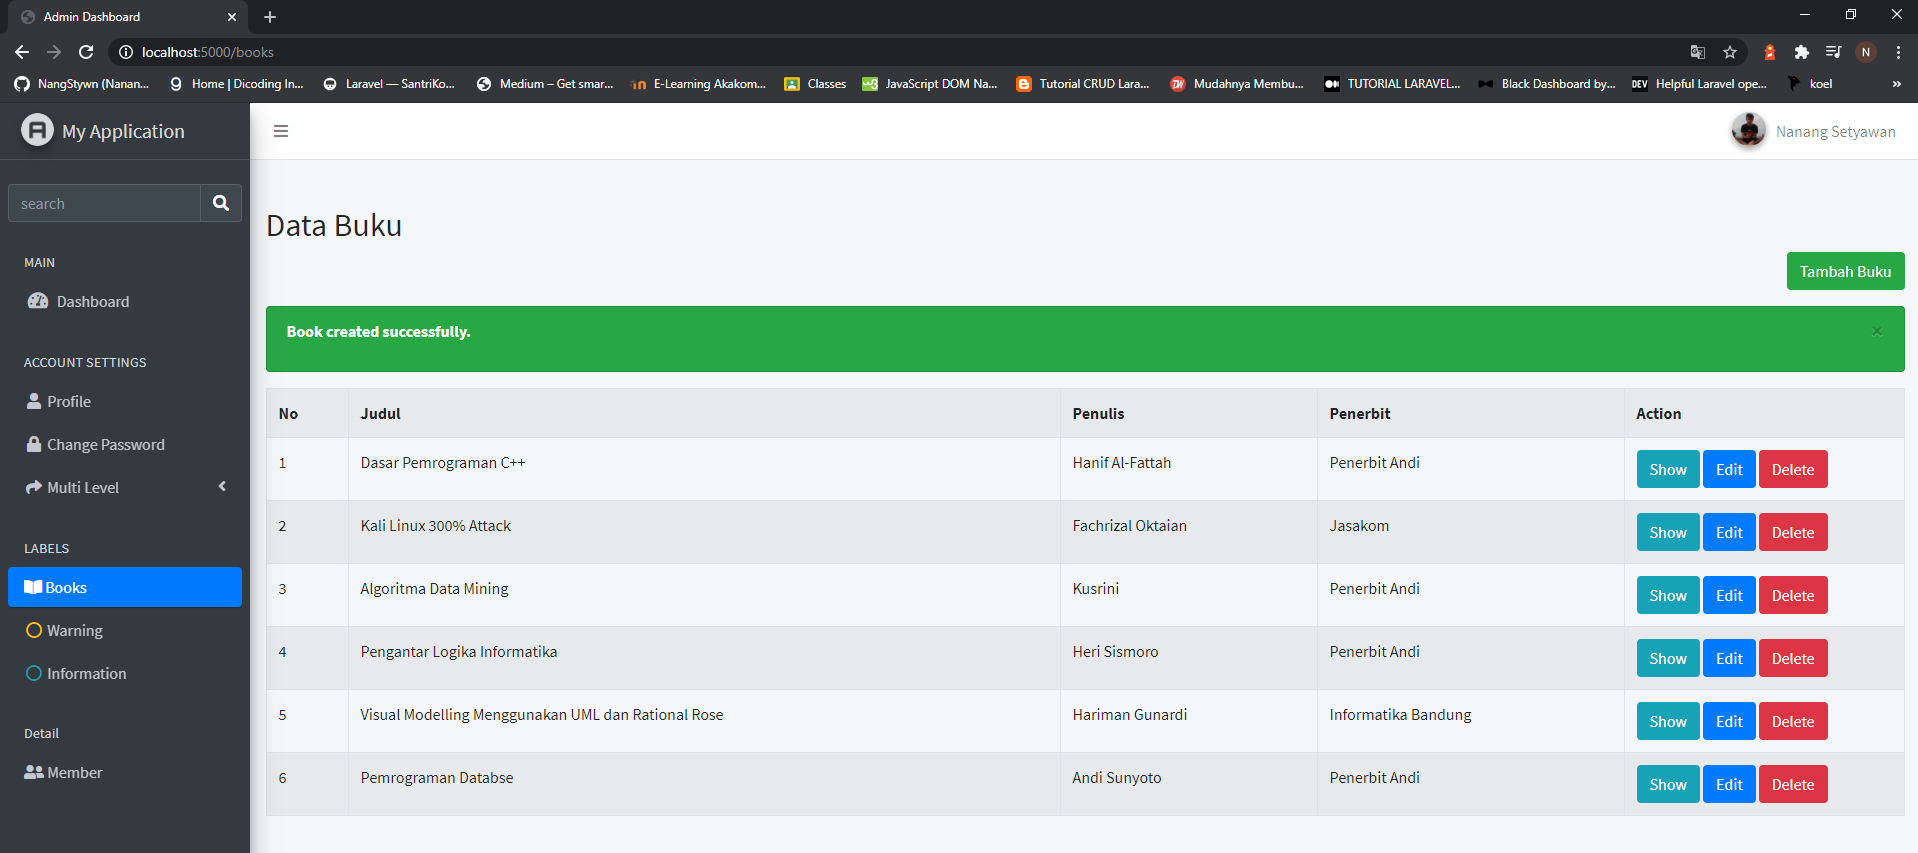 Admin Dashboard
localhost:5000/books
N
NangStywn (Nanan...
Home | Dicoding In...
Laravel — SantriKo...
Medium – Get smar...
E-Learning Akakom...
Classes
JavaScript DOM Na...
Tutorial CRUD Lara...
Mudahnya Membu...
TUTORIAL LARAVEL...
Black Dashboard by...
DEV Helpful Laravel ope...
koel
»
My Application
Nanang Setyawan
search
Data Buku
MAIN
Tambah Buku
Dashboard
Book created successfully.
×
ACCOUNT SETTINGS
Profile
Change Password
Multi Level
LABELS
Books
Warning
Information
Detail
Member
No Judul Penulis Penerbit Action
1 Dasar Pemrograman C++ Hanif Al-Fattah Penerbit Andi Show Edit Delete
2 Kali Linux 300% Attack Fachrizal Oktaian Jasakom Show Edit Delete
3 Algoritma Data Mining Kusrini Penerbit Andi Show Edit Delete
4 Pengantar Logika Informatika Heri Sismoro Penerbit Andi Show Edit Delete
5 Visual Modelling Menggunakan UML dan Rational Rose Hariman Gunardi Informatika Bandung Show Edit Delete
6 Pemrograman Databse Andi Sunyoto Penerbit Andi Show Edit Delete